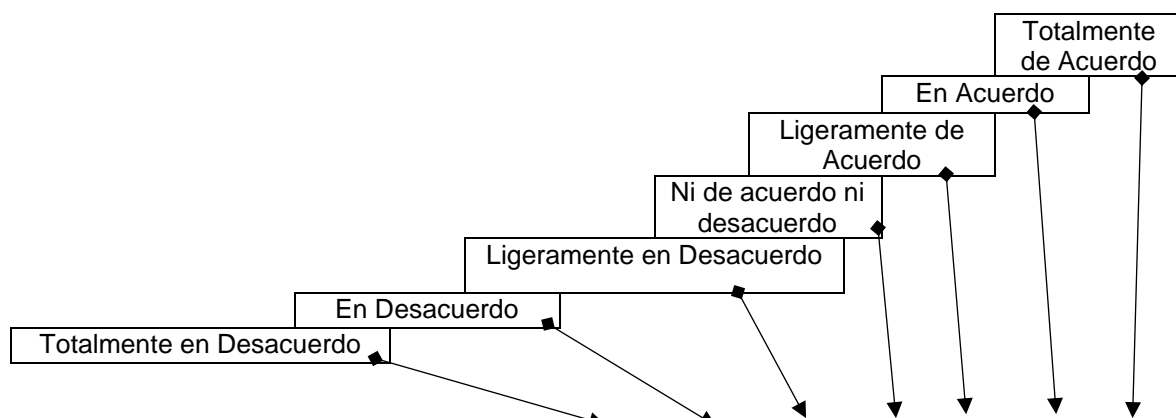 Totalmente
de Acuerdo
En Acuerdo
Ligeramente de
Acuerdo
Ni de acuerdo ni
desacuerdo
Ligeramente en Desacuerdo
En Desacuerdo
Totalmente en Desacuerdo